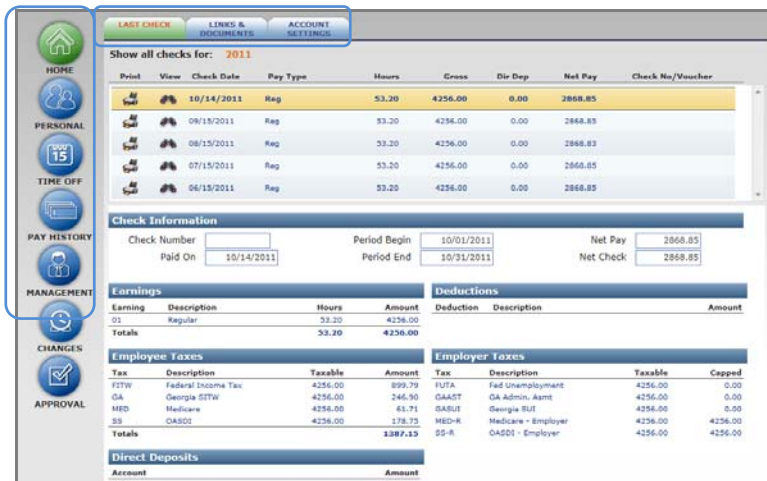 LAST CHECK LINKS & DOCUMENTS ACCOUNT SETTINGS
Show all checks for: 2011
Print View Check Date Pay Type Hours Gross Dir Dep Net Pay Check No/Voucher
10/14/2011 Reg 53.20 4256.00 0.00 2868.85
09/15/2011 Reg 53.20 4256.00 0.00 2868.85
08/15/2011 Reg 53.20 4256.00 0.00 2868.83
07/15/2011 Reg 53.20 4256.00 0.00 2868.85
06/15/2011 Reg 53.20 4256.00 0.00 2868.85
HOME
PERSONAL
15
TIME OFF
PAY HISTORY
MANAGEMENT
CHANGES
APPROVAL
Check Information
Check Number Period Begin 10/01/2011 Net Pay 2868.85
Paid On 10/14/2011 Period End 10/31/2011 Net Check 2868.85
Earnings
Earning Description Hours Amount
01 Regular 53.20 4256.00
Totals 53.20 4256.00
Deductions
Deduction Description Amount
Employee Taxes
Tax Description Taxable Amount
FITW Federal Income Tax 4256.00 899.79
GA Georgia SITW 4256.00 246.90
MED Medicare 4256.00 61.71
SS OASDI 4256.00 178.75
Totals 1387.15
Employer Taxes
Tax Description Taxable Capped
FUTA Fed Unemployment 4256.00 0.00
GAAST GA Admin. Asmt 4256.00 0.00
GASUI Georgia SUI 4256.00 0.00
MED-R Medicare - Employer 4256.00 4256.00
SS-R OASDI - Employer 4256.00 4256.00
Direct Deposits
Account Amount